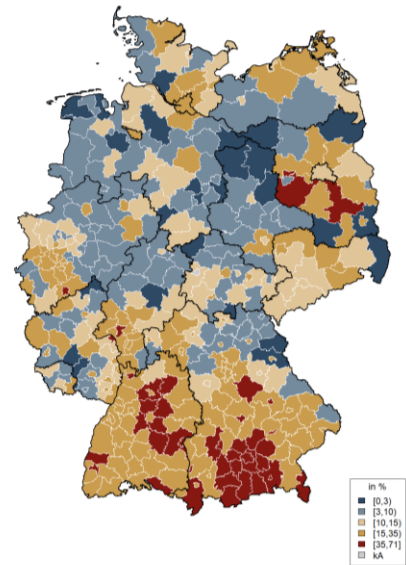 in %
[0,3)
[3,10)
[10,15)
[15,35)
[35,71]
kA